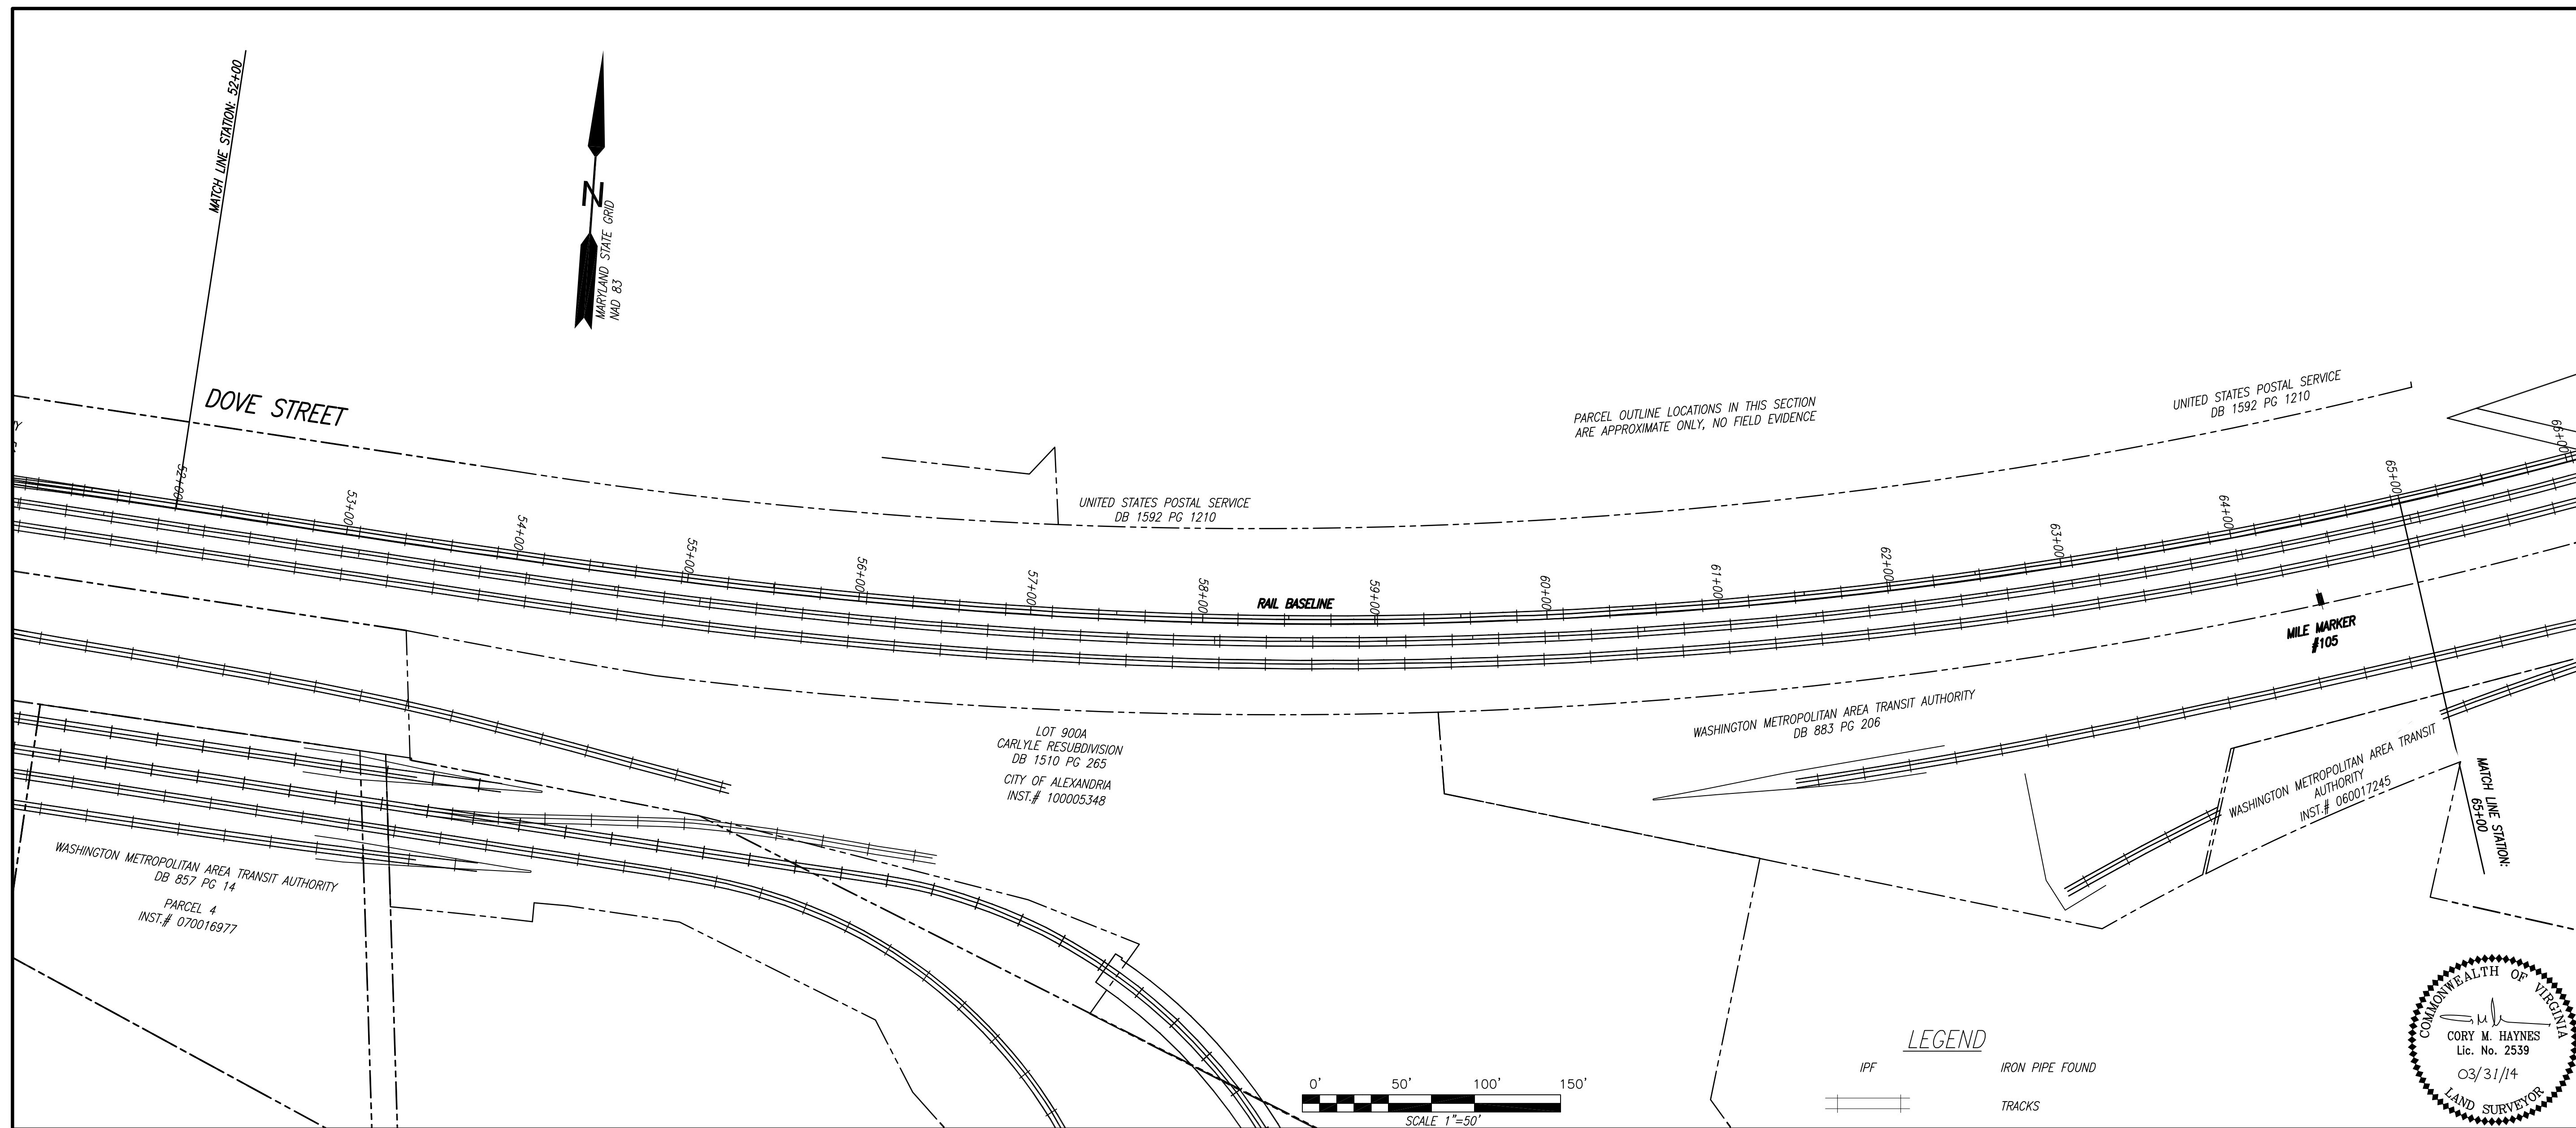 MATCH LINE STATION: 52+00
N
MARYLAND STATE GRID
NAD 83
DOVE STREET
PARCEL OUTLINE LOCATIONS IN THIS SECTION
ARE APPROXIMATE ONLY, NO FIELD EVIDENCE
UNITED STATES POSTAL SERVICE
DB 1592 PG 1210
UNITED STATES POSTAL SERVICE
DB 1592 PG 1210
52+00
53+00
54+00
55+00
56+00
57+00
58+00
RAIL BASELINE
59+00
60+00
61+00
62+00
63+00
64+00
65+00
66+00
MILE MARKER
#105
WASHINGTON METROPOLITAN AREA TRANSIT AUTHORITY
DB 883 PG 206
LOT 900A
CARLYLE RESUBDIVISION
DB 1510 PG 265
CITY OF ALEXANDRIA
INST.# 100005348
WASHINGTON METROPOLITAN AREA TRANSIT
AUTHORITY
INST.# 060017245
MATCH LINE STATION:
65+00
WASHINGTON METROPOLITAN AREA TRANSIT AUTHORITY
DB 857 PG 14
PARCEL 4
INST.# 070016977
0' 50' 100' 150'
SCALE 1"=50'
LEGEND
IPF IRON PIPE FOUND
TRACKS
COMMONWEALTH OF VIRGINIA
CORY M. HAYNES
Lic. No. 2539
03/31/14
LAND SURVEYOR